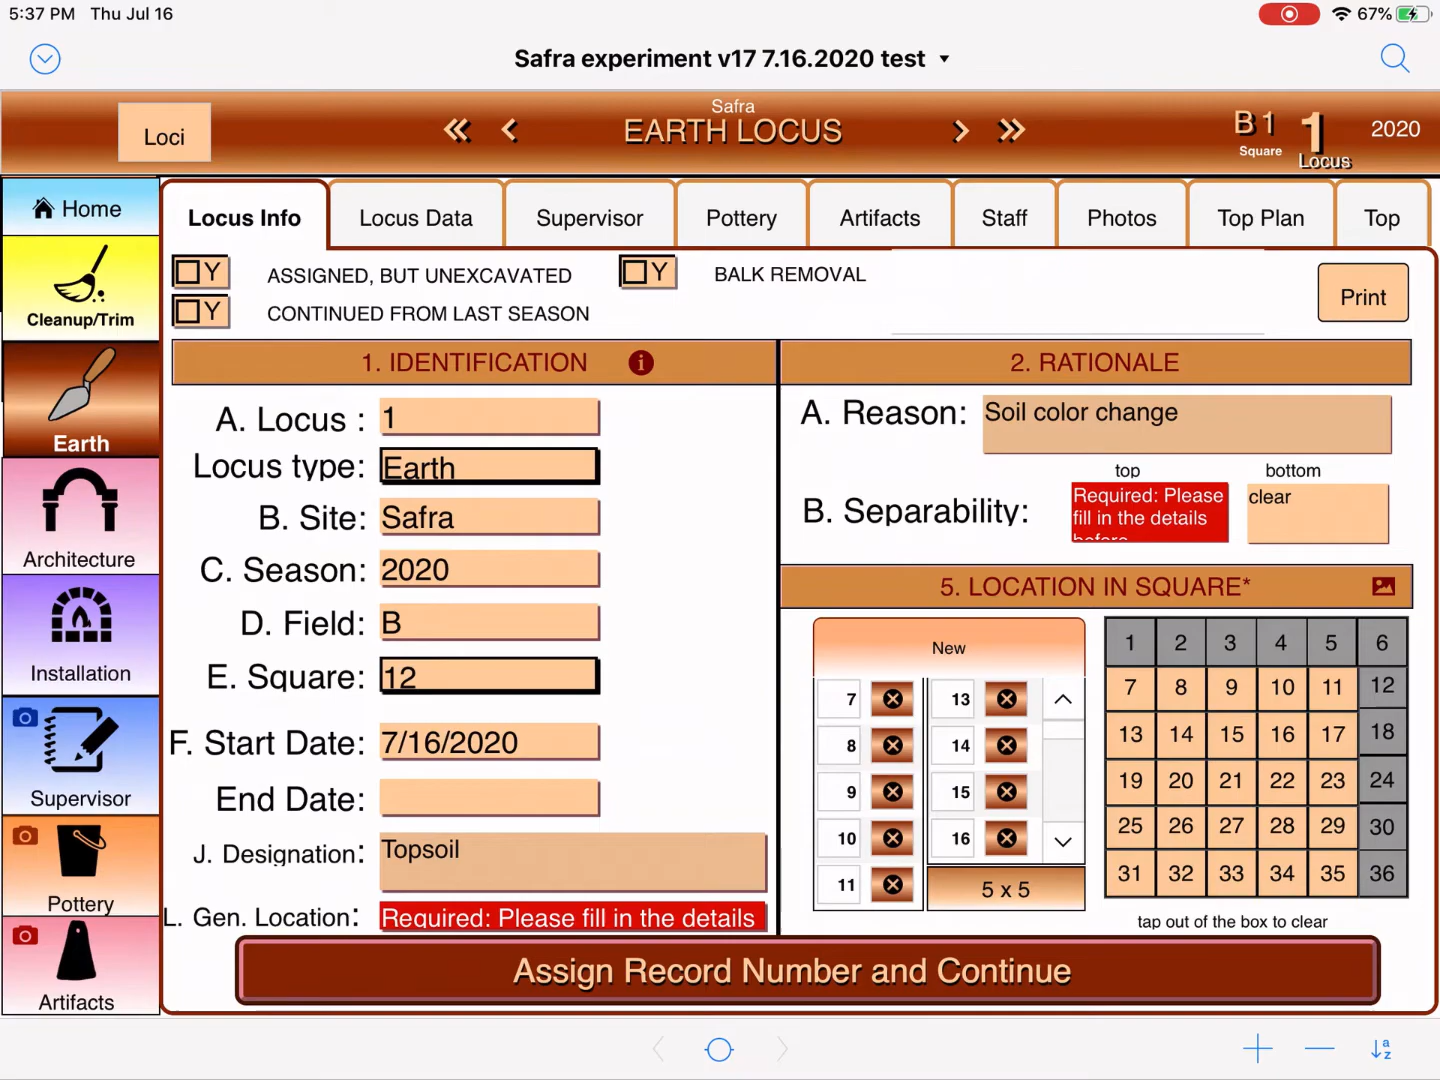 5:37 PM Thu Jul 16
67%
Safra experiment v17 7.16.2020 test
Loci
Safra
EARTH LOCUS
B 1
Square
1
Locus
2020
Home
Cleanup/Trim
Earth
Architecture
Installation
Supervisor
Pottery
Artifacts
Locus Info
Locus Data
Supervisor
Pottery
Artifacts
Staff
Photos
Top Plan
Top
Y ASSIGNED, BUT UNEXCAVATED
Y BALK REMOVAL
Y CONTINUED FROM LAST SEASON
Print
1. IDENTIFICATION
A. Locus : 1
Locus type: Earth
B. Site: Safra
C. Season: 2020
D. Field: B
E. Square: 12
F. Start Date: 7/16/2020
End Date:
J. Designation: Topsoil
L. Gen. Location: Required: Please fill in the details
2. RATIONALE
A. Reason: Soil color change
top
bottom
B. Separability:
Required: Please
fill in the details
before
clear
5. LOCATION IN SQUARE*
New
7 13
8 14
9 15
10 16
11
5 x 5
1 2 3 4 5 6
7 8 9 10 11 12
13 14 15 16 17 18
19 20 21 22 23 24
25 26 27 28 29 30
31 32 33 34 35 36
tap out of the box to clear
Assign Record Number and Continue
a
z